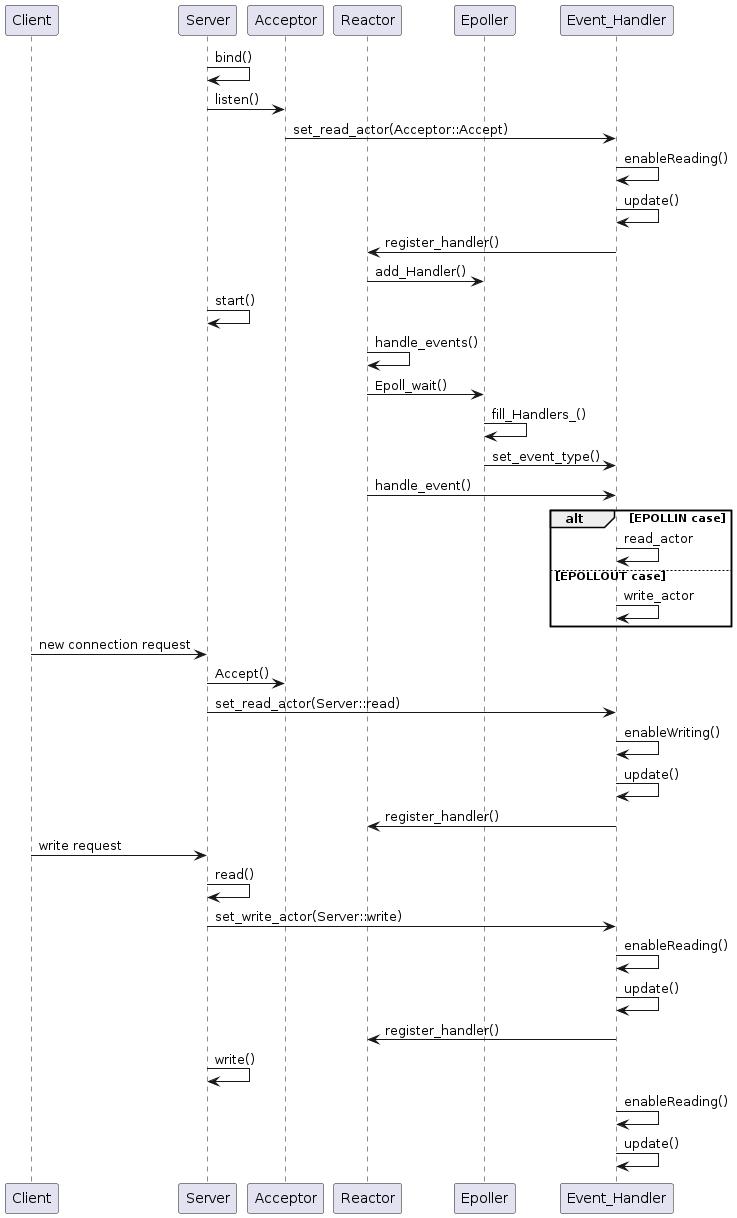 Client Server Acceptor Reactor Epoller Event_Handler
bind()
listen()
set_read_actor(Acceptor::Accept)
enableReading()
update()
register_handler()
add_Handler()
start()
handle_events()
Epoll_wait()
fill_Handlers_()
set_event_type()
handle_event()
alt [EPOLLIN case]
read_actor
[EPOLLOUT case]
write_actor
new connection request
Accept()
set_read_actor(Server::read)
enableWriting()
update()
register_handler()
write request
read()
set_write_actor(Server::write)
enableReading()
update()
register_handler()
write()
enableReading()
update()
Client Server Acceptor Reactor Epoller Event_Handler